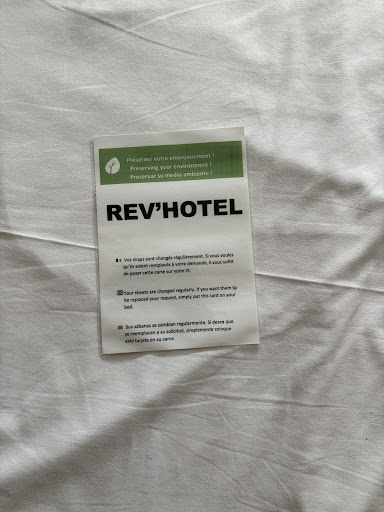 Préserver votre environnement !
Preserving your environment !
Preservar su medio ambiente !
REV'HOTEL
Vos draps sont changés régulièrement. Si vous voulez
qu'ils soient remplacés à votre demande, il vous suffit
de poser cette carte sur votre lit.
Your sheets are changed regularly. If you want them to
be replaced your request, simply put this card on your
bed.
Sus sábanas se cambian regularmente. Si desea que
se reemplacen a su solicitud, simplemente coloque
esta tarjeta en su cama.